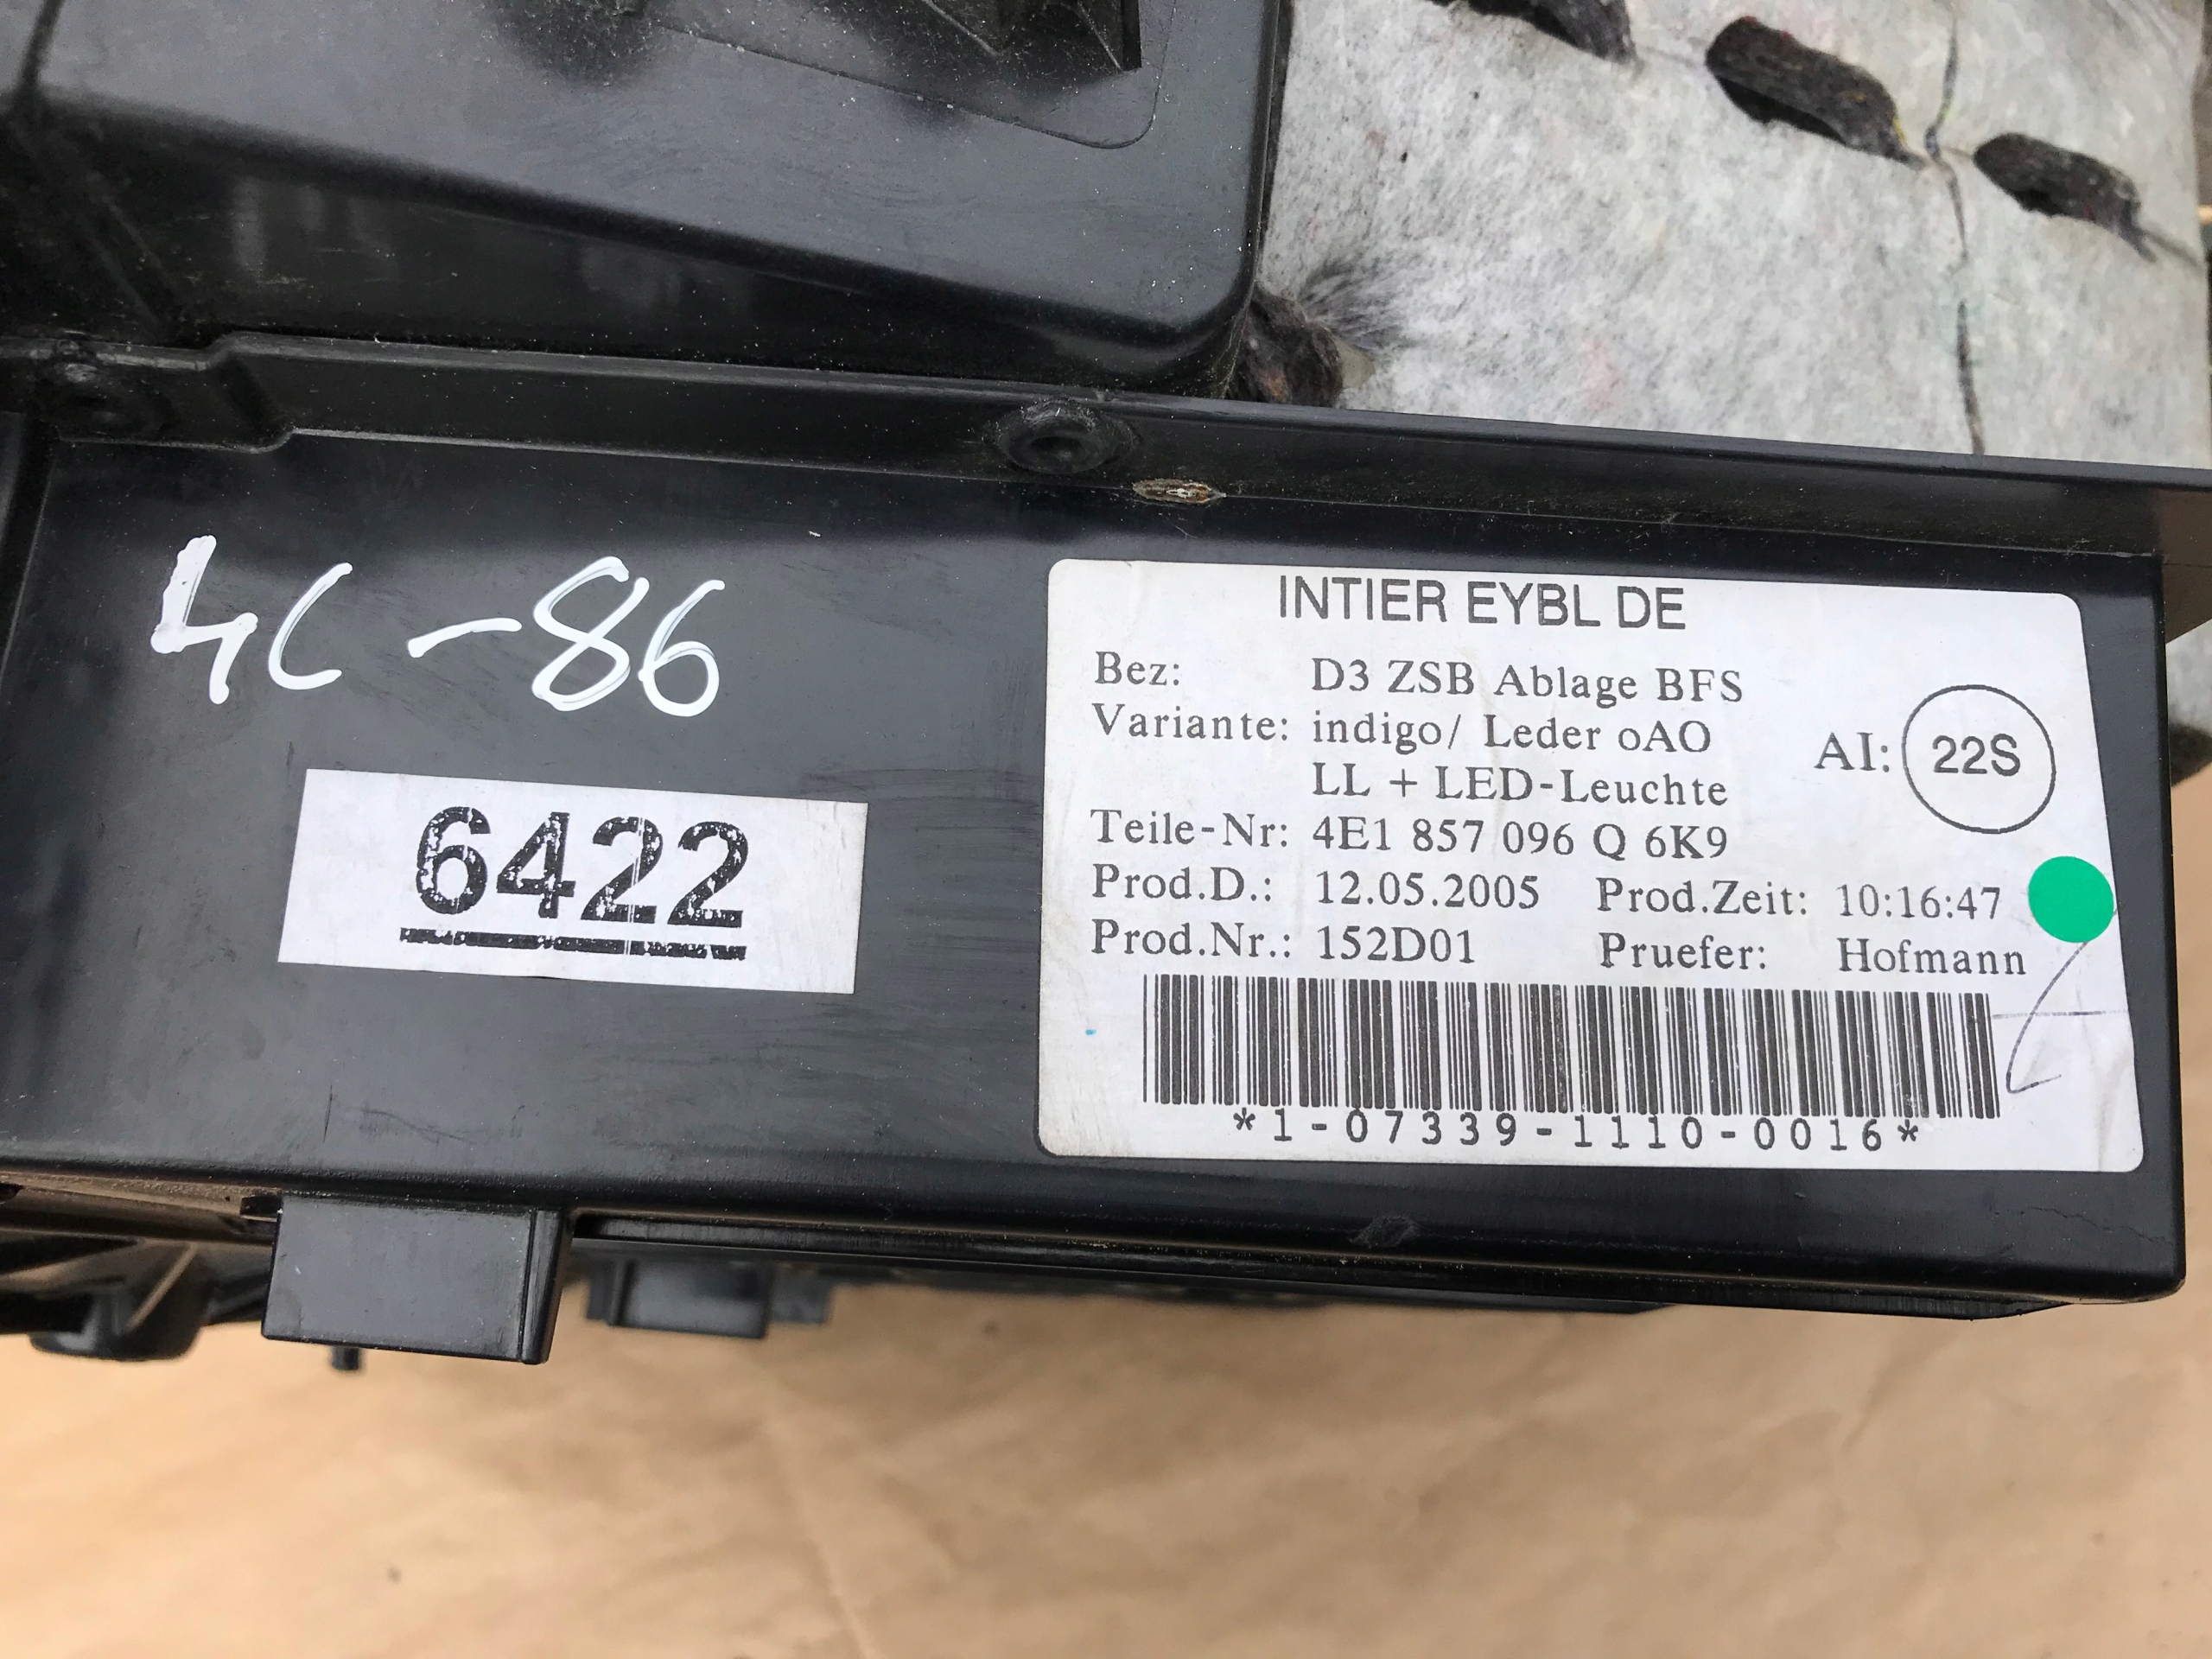 4C-86
6422
INTIER EYBL DE
Bez: D3 ZSB Ablage BFS
Variante: indigo/ Leder oAO
LL + LED-Leuchte
AI: 22S
Teile-Nr: 4E1 857 096 Q 6K9
Prod.D.: 12.05.2005 Prod.Zeit: 10:16:47
Prod.Nr.: 152D01 Pruefer: Hofmann
*1-07339-1110-0016*